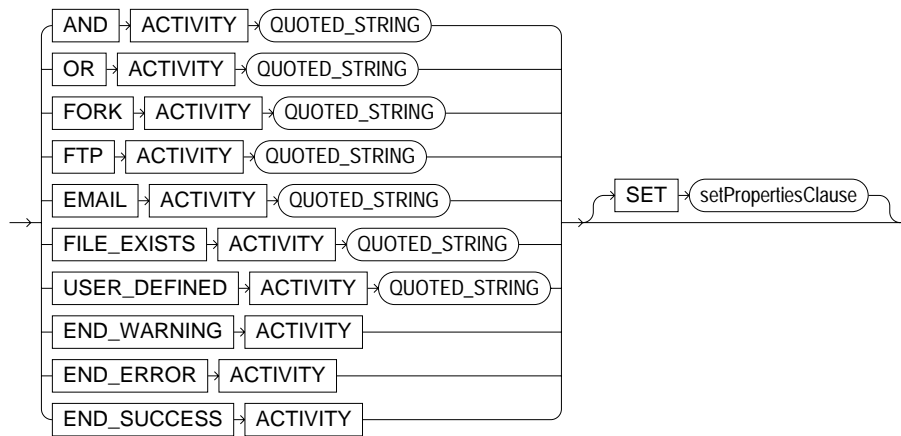 AND ACTIVITY QUOTED_STRING
OR ACTIVITY QUOTED_STRING
FORK ACTIVITY QUOTED_STRING
FTP ACTIVITY QUOTED_STRING
EMAIL ACTIVITY QUOTED_STRING
SET setPropertiesClause
FILE_EXISTS ACTIVITY QUOTED_STRING
USER_DEFINED ACTIVITY QUOTED_STRING
END_WARNING ACTIVITY
END_ERROR ACTIVITY
END_SUCCESS ACTIVITY